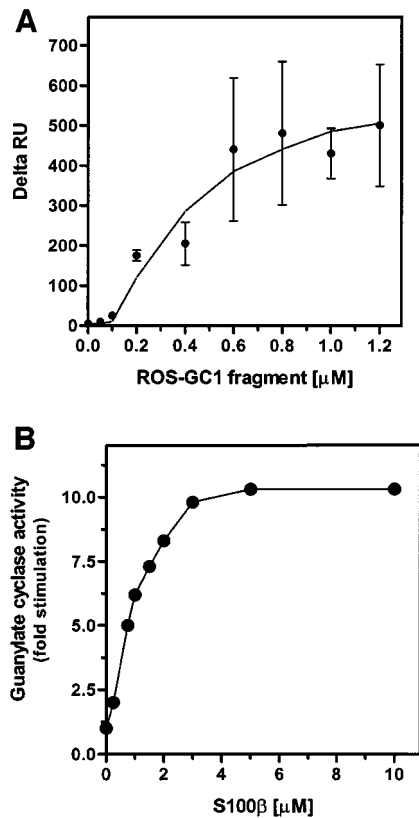 A
700
600
500
400
300
200
100
0
Delta RU
0.0 0.2 0.4 0.6 0.8 1.0 1.2
ROS-GC1 fragment [µM]
B
10.0
7.5
5.0
2.5
0.0
Guanylate cyclase activity
(fold stimulation)
0 2 4 6 8 10
S100β [µM]